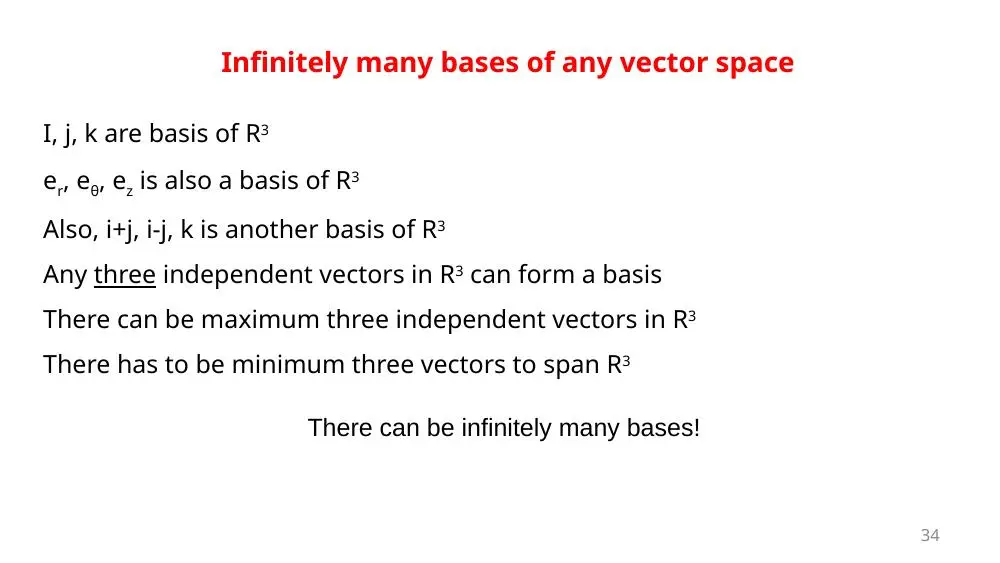 Infinitely many bases of any vector space
I, j, k are basis of R³
eᵣ, e_θ, e_z is also a basis of R³
Also, i+j, i-j, k is another basis of R³
Any three independent vectors in R³ can form a basis
There can be maximum three independent vectors in R³
There has to be minimum three vectors to span R³
There can be infinitely many bases!
34